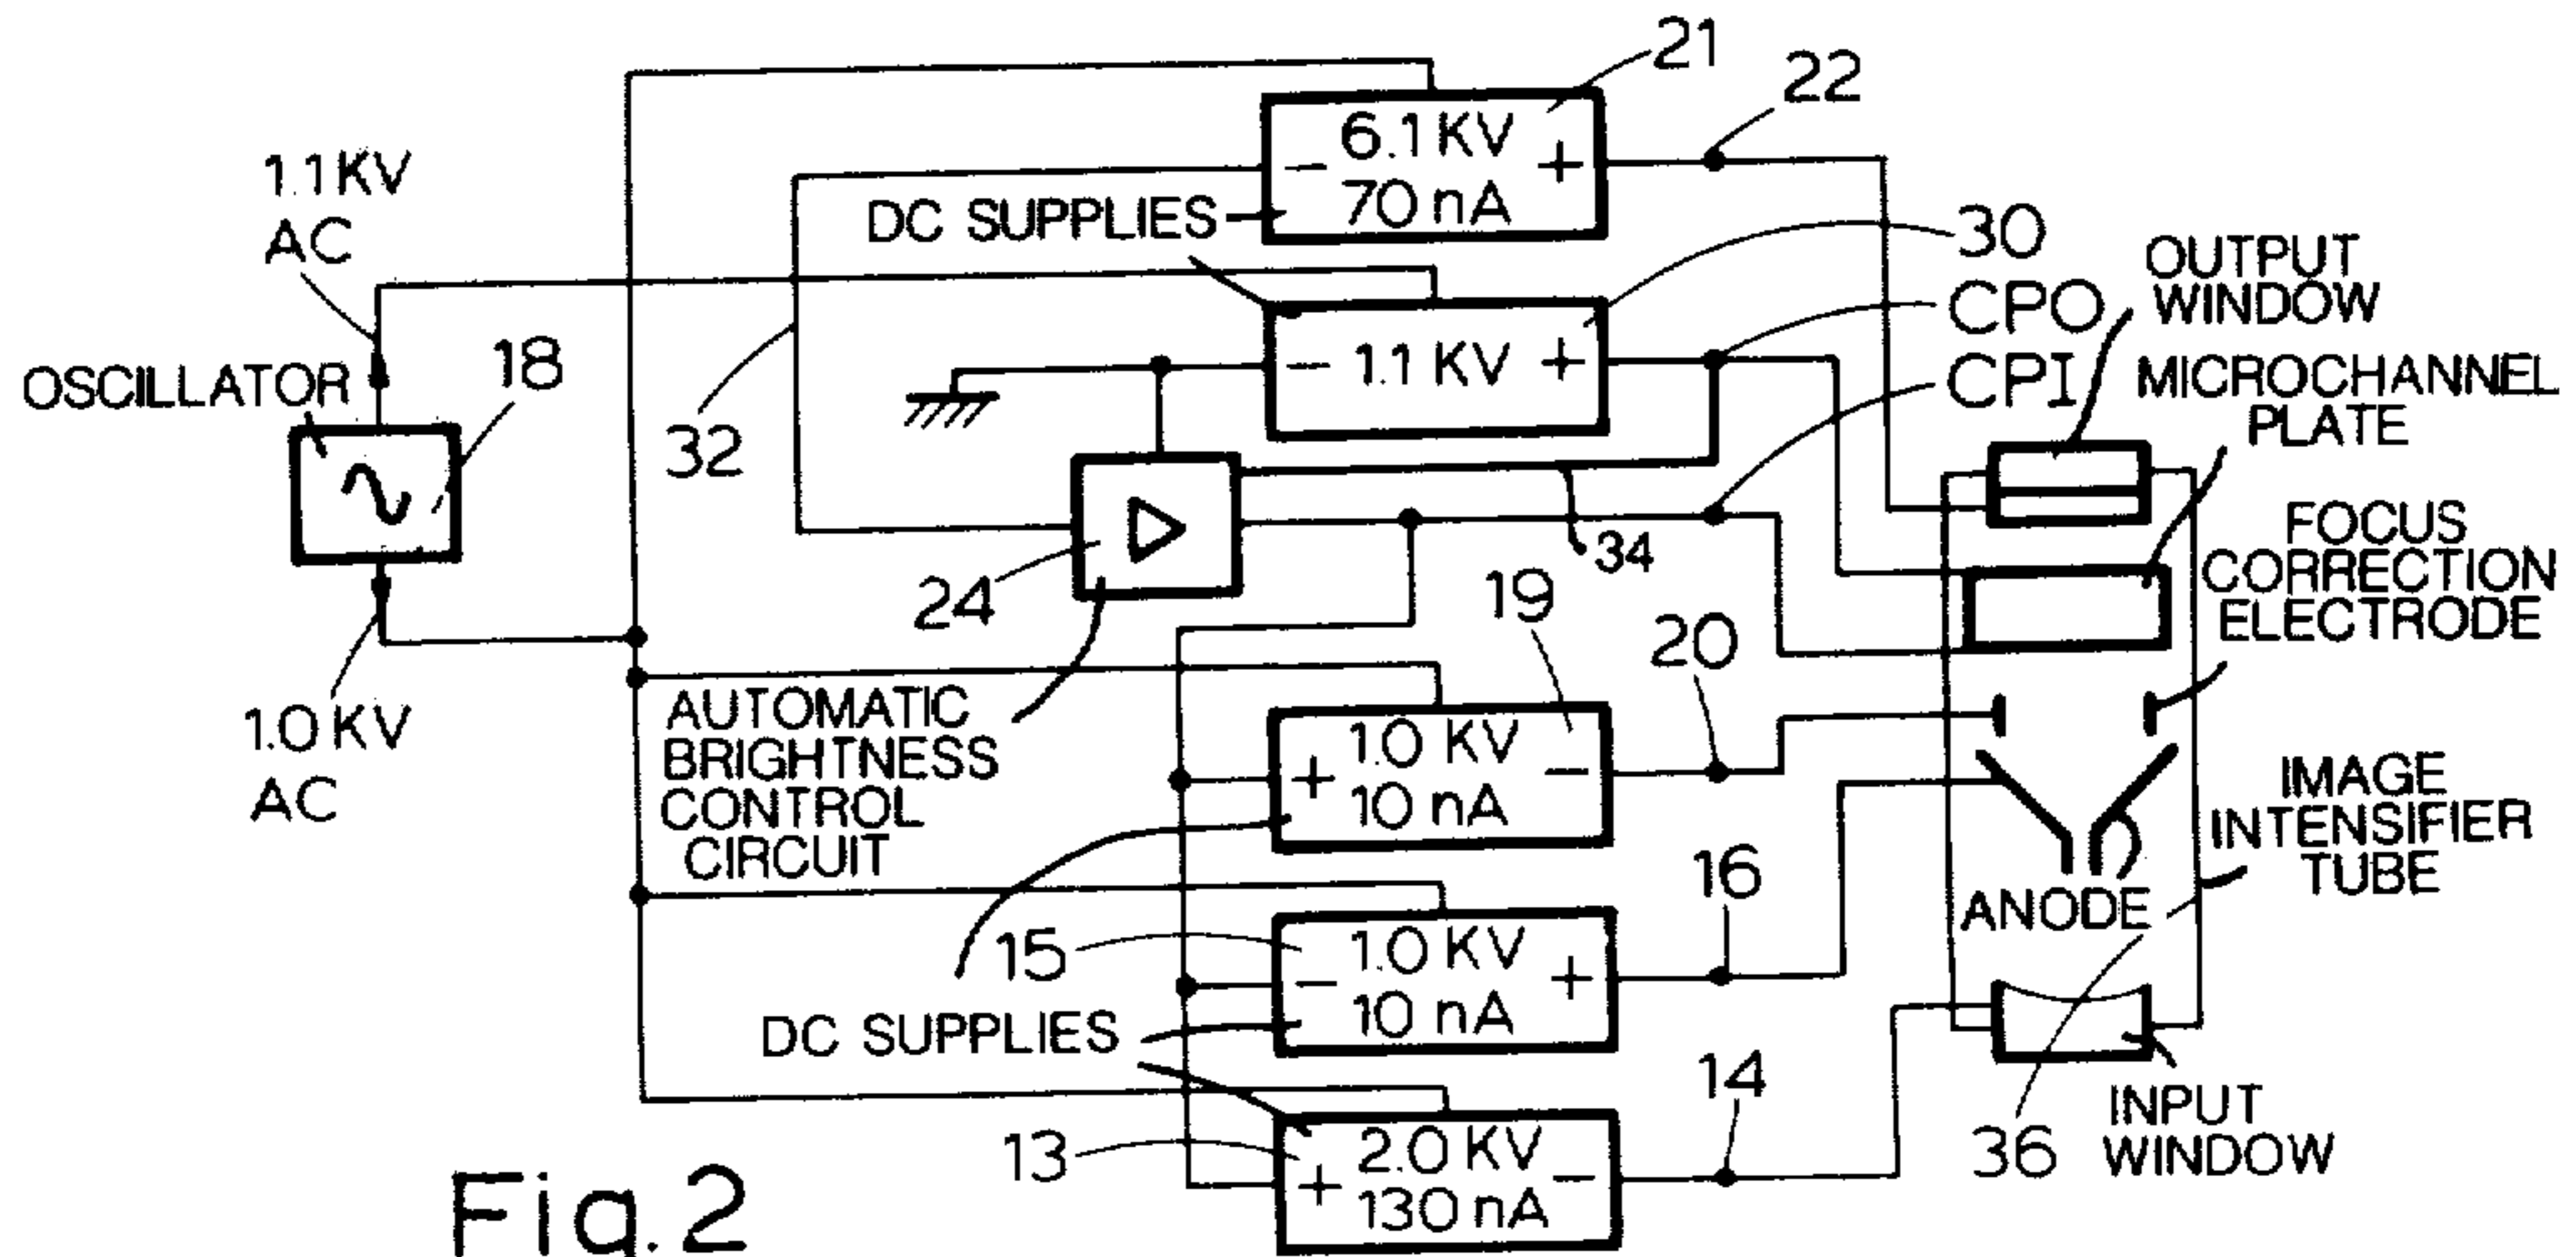 21
22
6.1 KV
- +
70 nA
1.1 KV
AC
DC SUPPLIES
30
OUTPUT
WINDOW
CPO
CPI
- 1.1 KV +
MICROCHANNEL
PLATE
OSCILLATOR
18
32
34
24
FOCUS
CORRECTION
ELECTRODE
19
20
1.0 KV
AC
AUTOMATIC
BRIGHTNESS
CONTROL
CIRCUIT
1.0 KV
+ -
10 nA
IMAGE
INTENSIFIER
TUBE
ANODE
16
15
1.0 KV
- +
10 nA
DC SUPPLIES
14
13
2.0 KV
+ -
130 nA
36
INPUT
WINDOW
Fig. 2